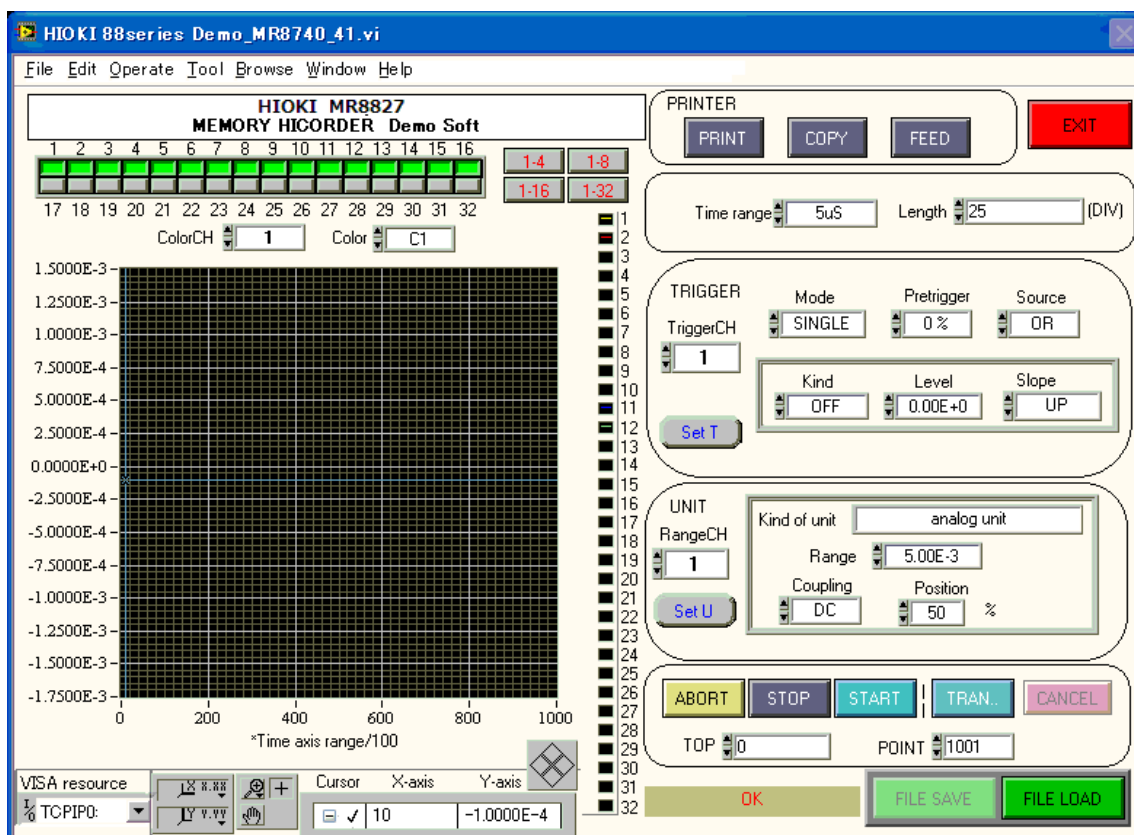 HIOKI 88series Demo_MR8740_41.vi
File Edit Operate Tool Browse Window Help
HIOKI MR8827
MEMORY HICORDER Demo Soft
1 2 3 4 5 6 7 8 9 10 11 12 13 14 15 16
17 18 19 20 21 22 23 24 25 26 27 28 29 30 31 32
1-4 1-8
1-16 1-32
ColorCH 1 Color C1
1.5000E-3
1.2500E-3
1.0000E-3
7.5000E-4
5.0000E-4
2.5000E-4
0.0000E+0
-2.5000E-4
-5.0000E-4
-7.5000E-4
-1.0000E-3
-1.2500E-3
-1.5000E-3
-1.7500E-3
0 200 400 600 800 1000
*Time axis range/100
1
2
3
4
5
6
7
8
9
10
11
12
13
14
15
16
17
18
19
20
21
22
23
24
25
26
27
28
29
30
31
32
VISA resource
I/O TCPIP0:
X X.XX
Y Y.YY
Cursor X-axis Y-axis
10 -1.0000E-4
PRINTER
PRINT COPY FEED
EXIT
Time range 5uS Length 25 (DIV)
TRIGGER
TriggerCH
1
Set T
Mode Pretrigger Source
SINGLE 0 % OR
Kind Level Slope
OFF 0.00E+0 UP
UNIT
RangeCH
1
Set U
Kind of unit analog unit
Range 5.00E-3
Coupling Position
DC 50 %
ABORT STOP START TRAN.. CANCEL
TOP 0 POINT 1001
OK
FILE SAVE FILE LOAD